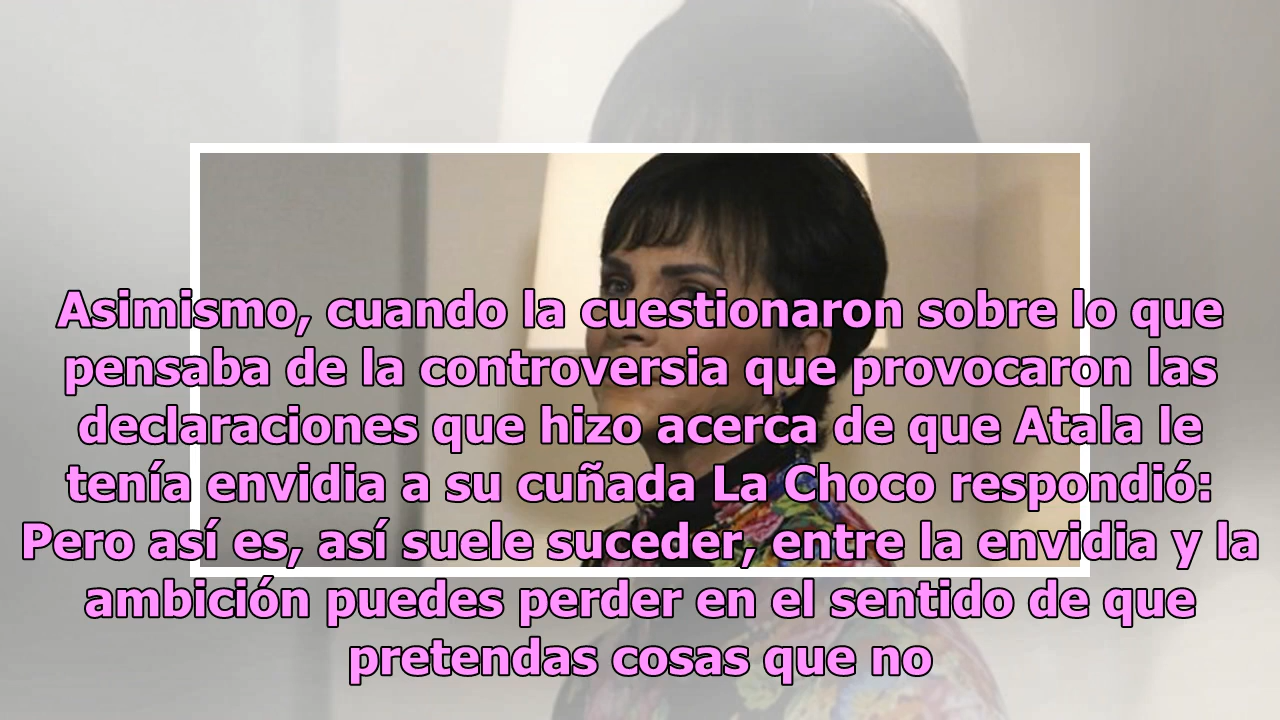 Asimismo, cuando la cuestionaron sobre lo que
pensaba de la controversia que provocaron las
declaraciones que hizo acerca de que Atala le
tenía envidia a su cuñada La Choco respondió:
Pero así es, así suele suceder, entre la envidia y la
ambición puedes perder en el sentido de que
pretendas cosas que no